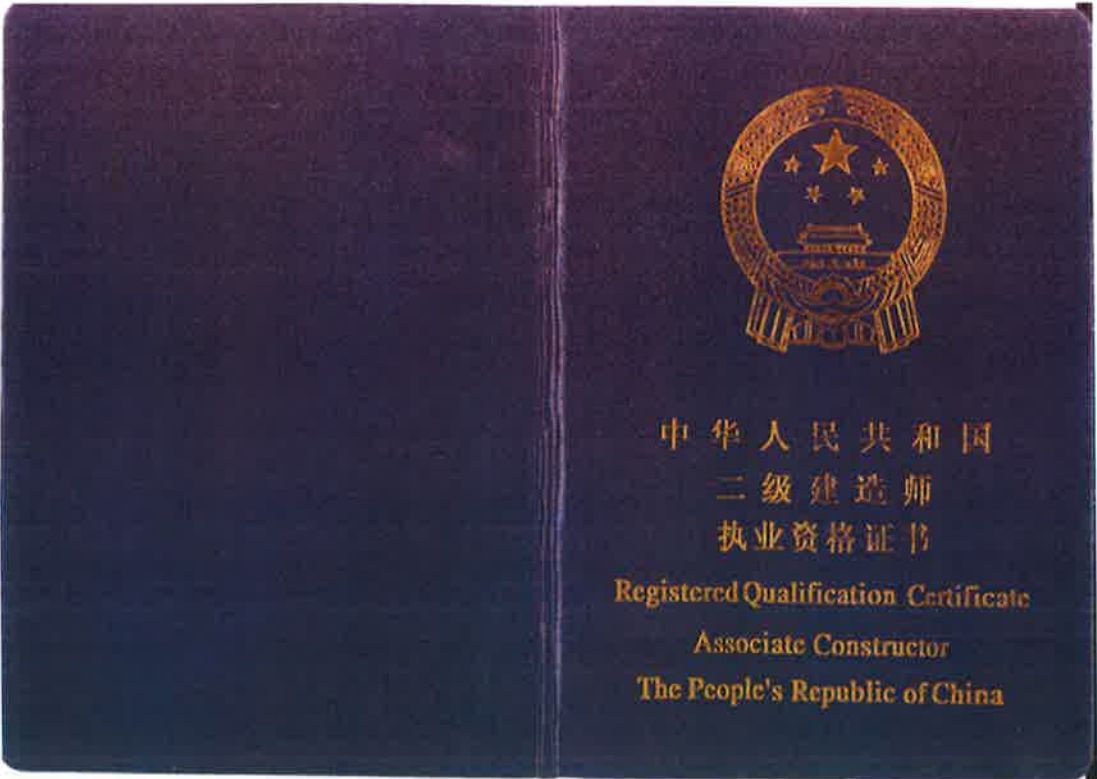 中华人民共和国
二级建造师
执业资格证书
Registered Qualification Certificate
Associate Constructor
The People's Republic of China